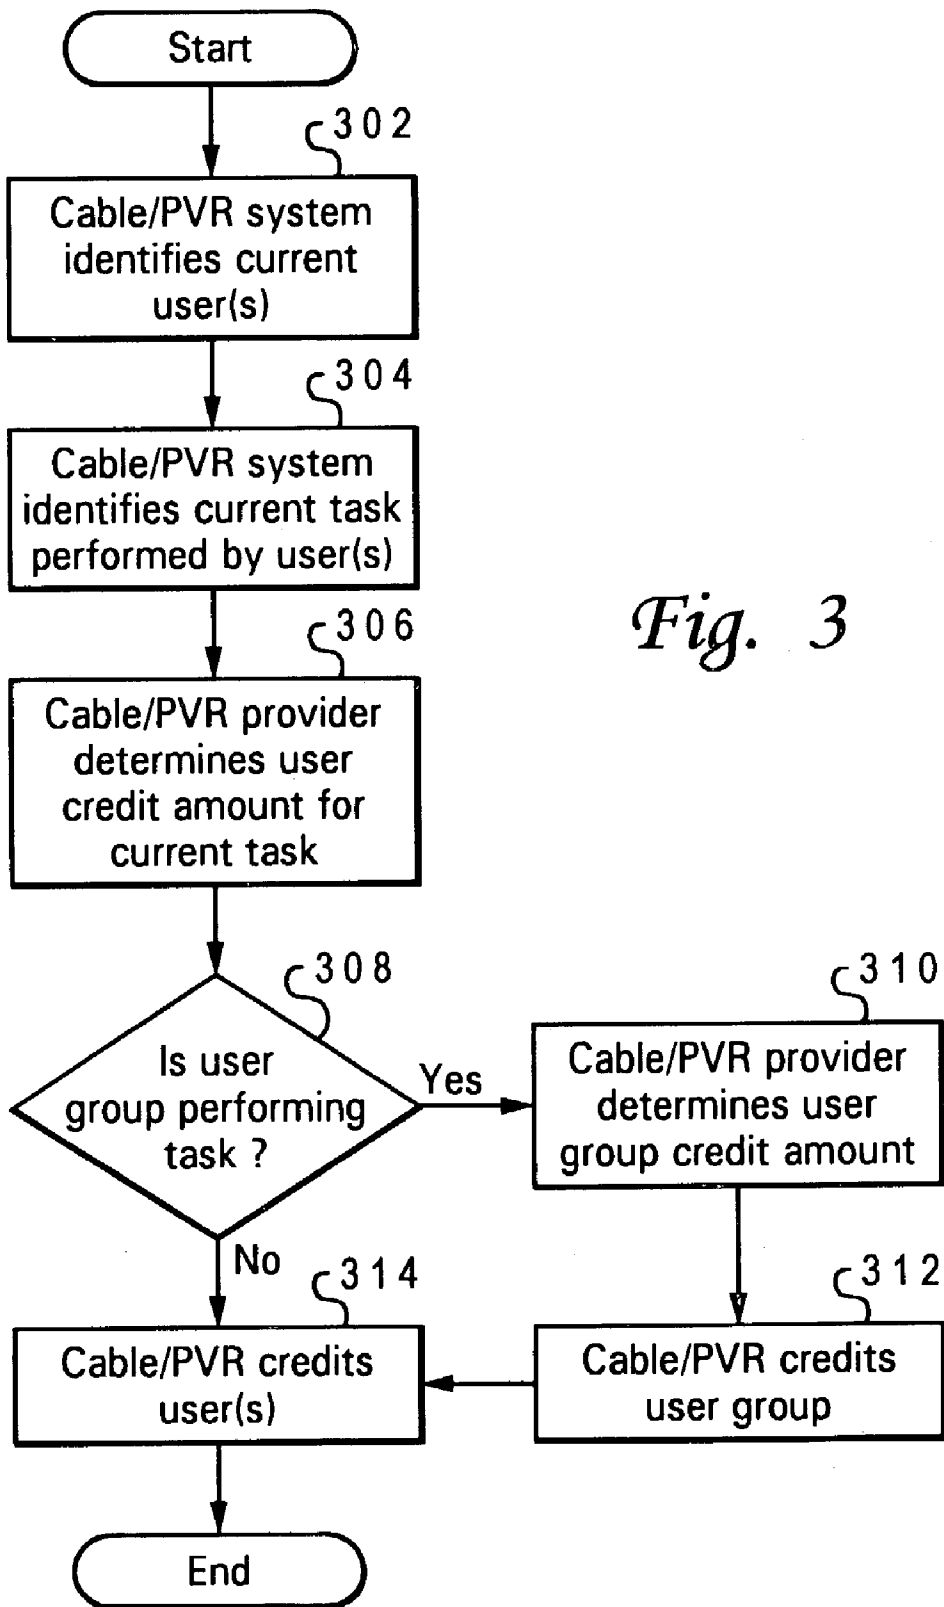 Start
302
Cable/PVR system
identifies current
user(s)
304
Cable/PVR system
identifies current task
performed by user(s)
306
Cable/PVR provider
determines user
credit amount for
current task
Fig. 3
308
Is user
group performing
task ?
Yes
310
Cable/PVR provider
determines user
group credit amount
No
314
Cable/PVR credits
user(s)
312
Cable/PVR credits
user group
End